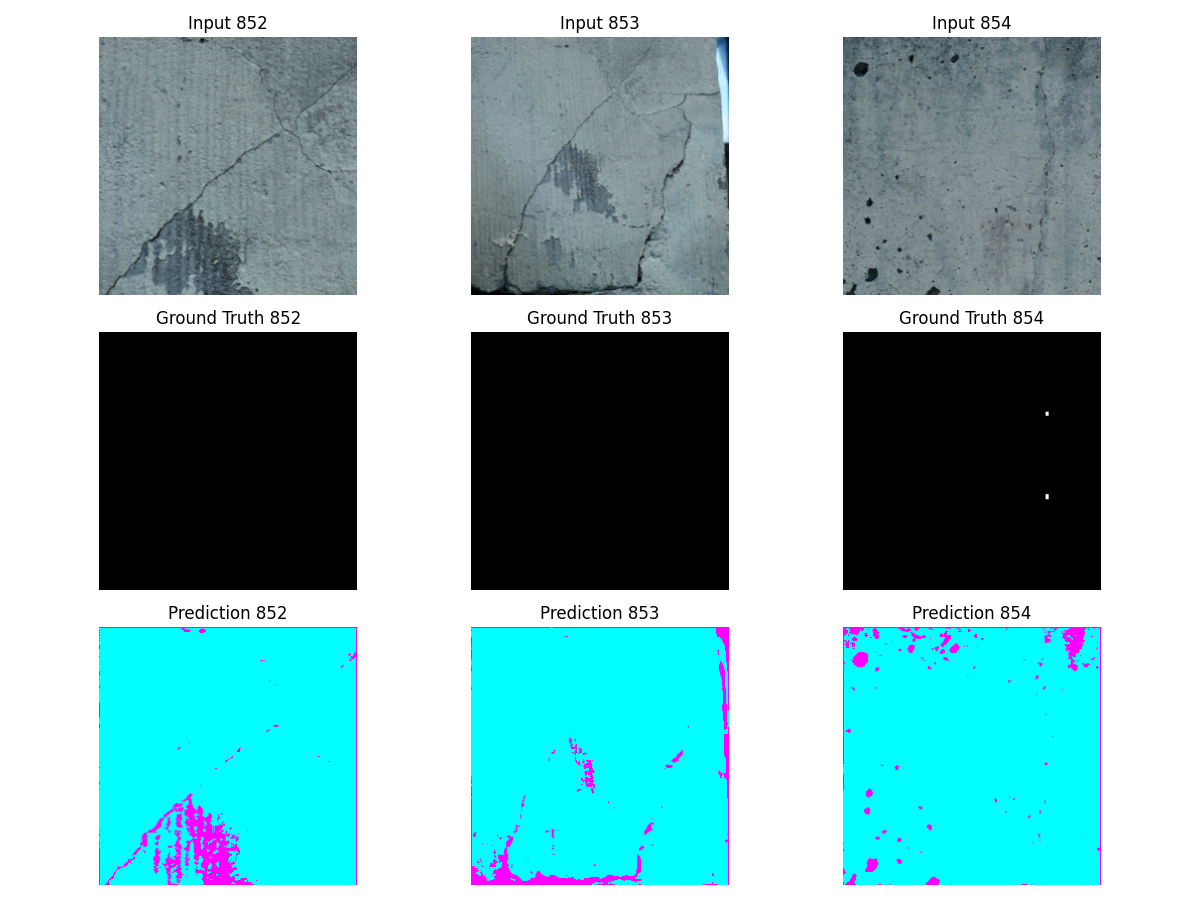 Input 852
Input 853
Input 854
Ground Truth 852
Ground Truth 853
Ground Truth 854
Prediction 852
Prediction 853
Prediction 854